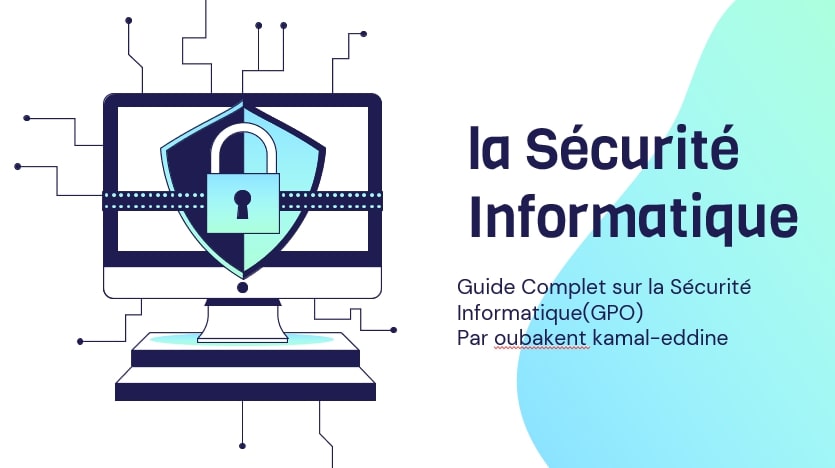 la Sécurité
Informatique
Guide Complet sur la Sécurité
Informatique(GPO)
Par oubakent kamal-eddine